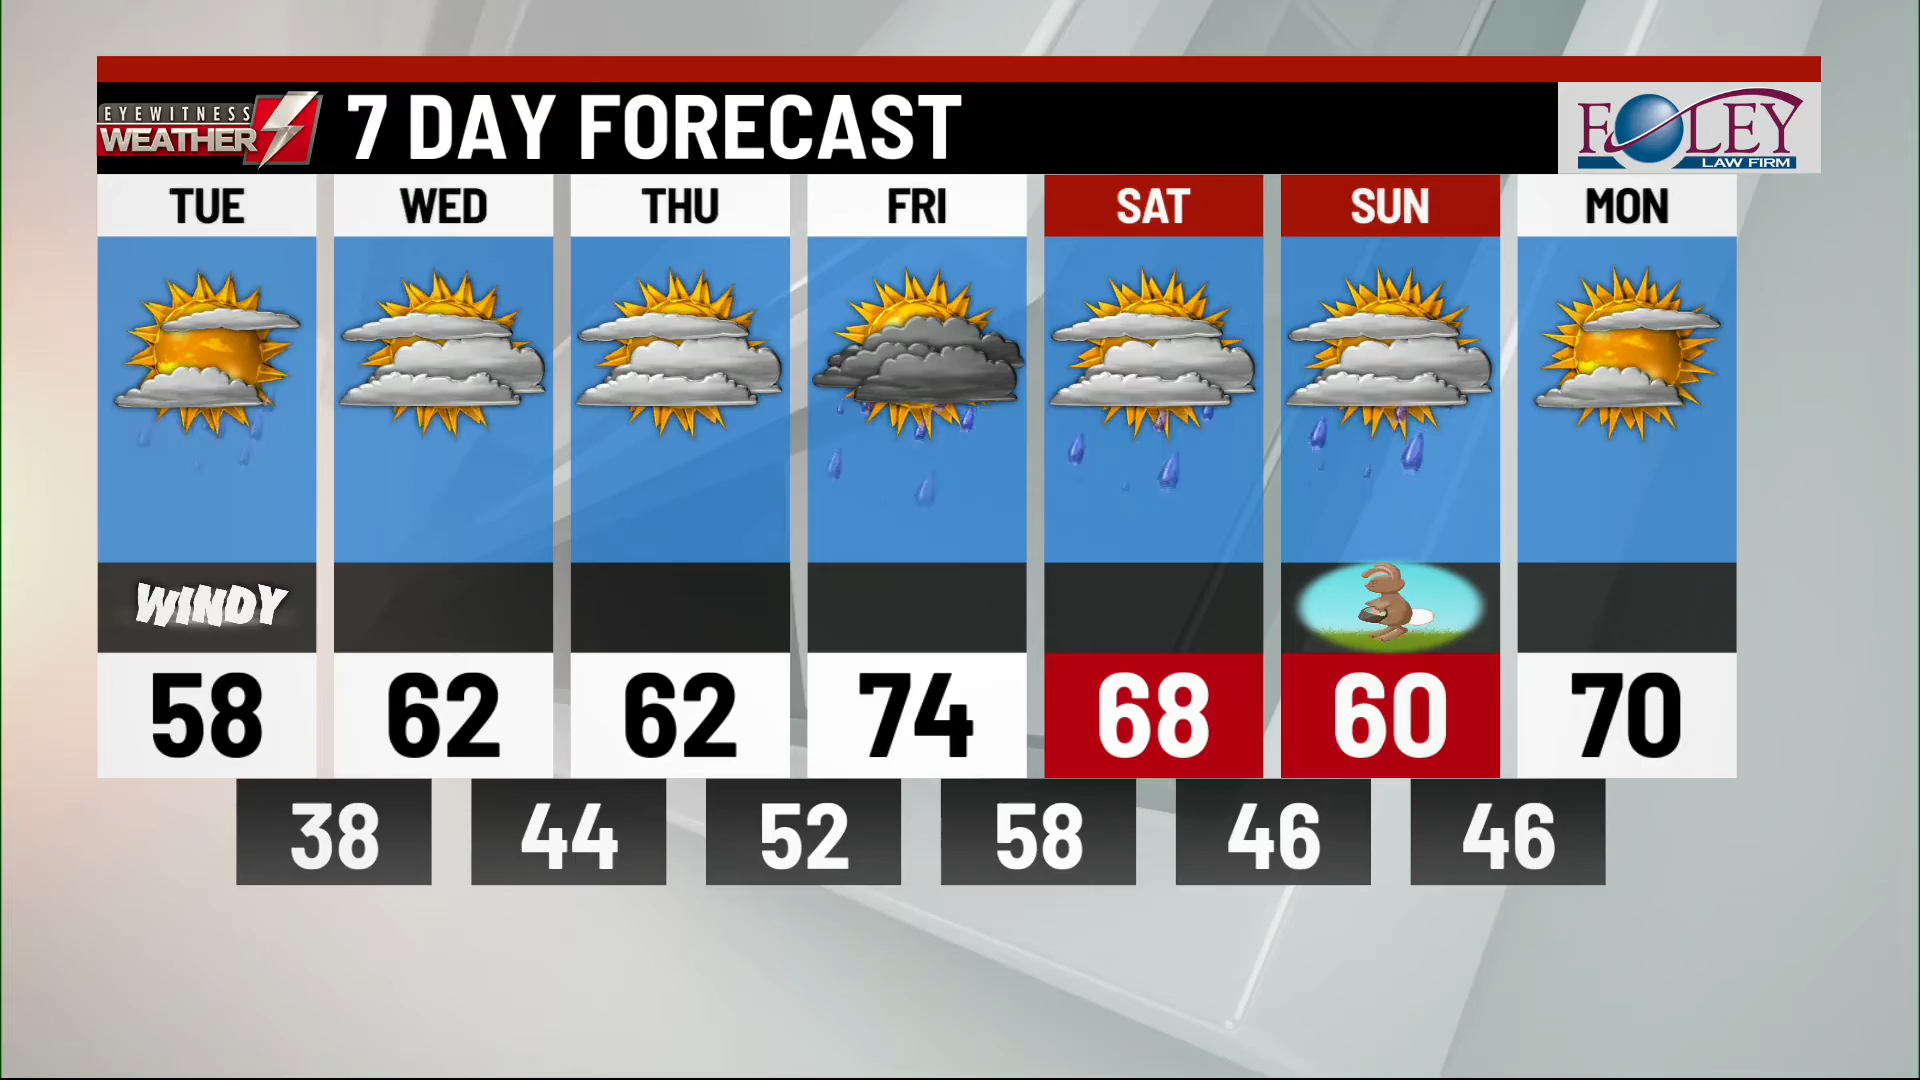 EYEWITNESS
WEATHER
7 DAY FORECAST
FOLEY
LAW FIRM
TUE WED THU FRI SAT SUN MON
WINDY
58 62 62 74 68 60 70
38 44 52 58 46 46